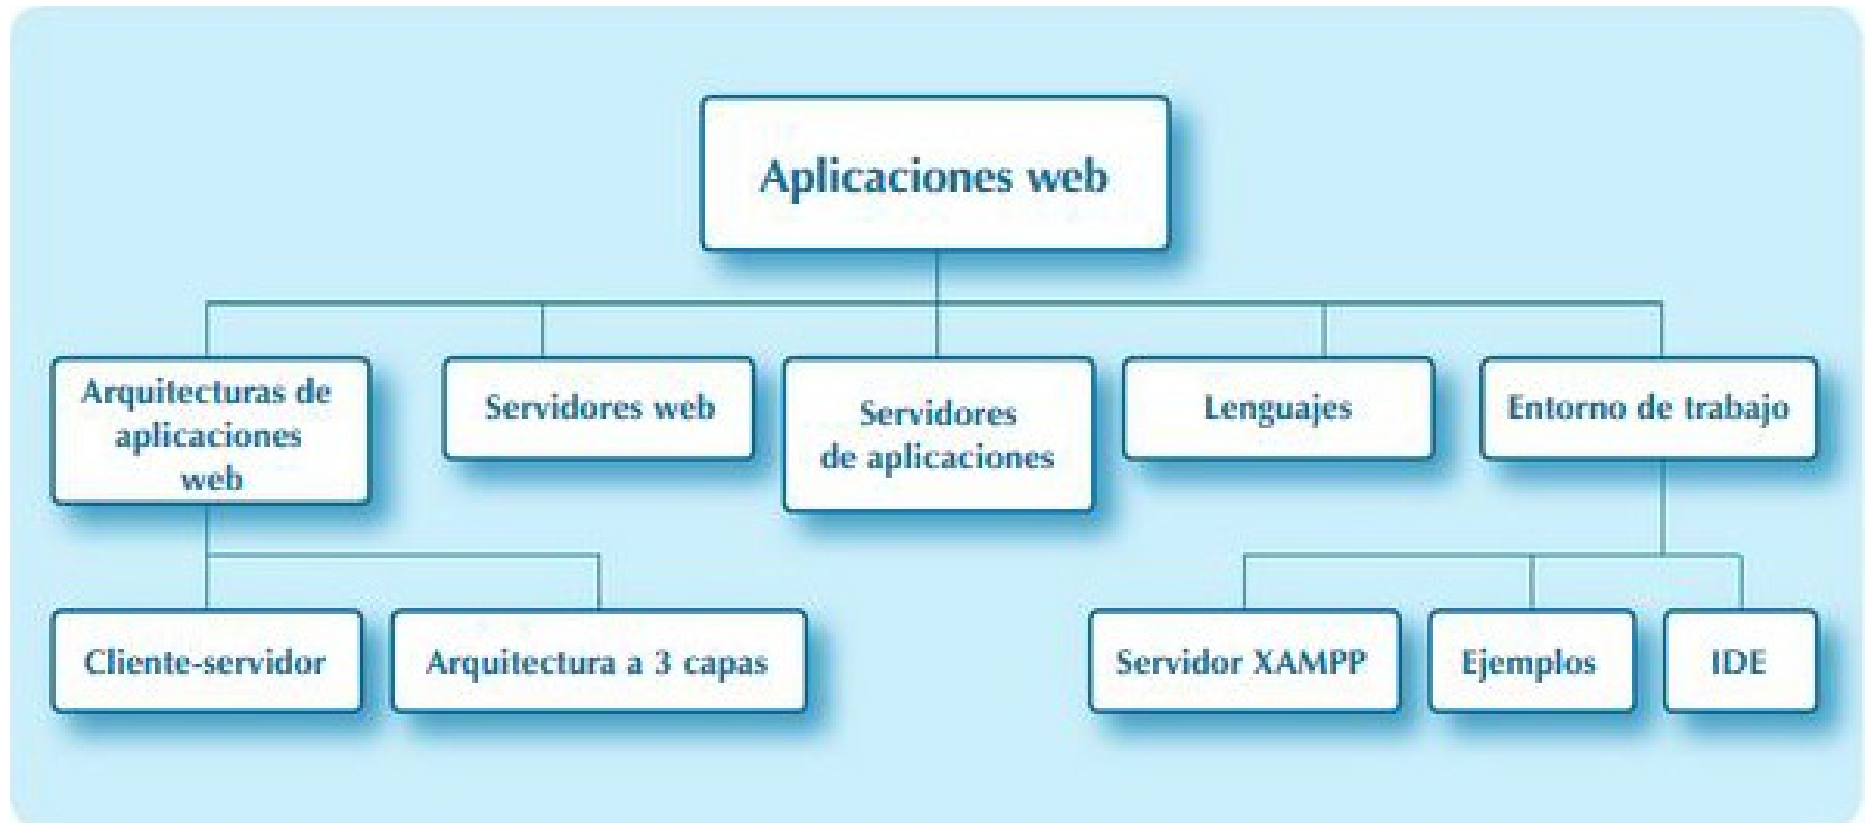 Aplicaciones web
Arquitecturas de
aplicaciones
web
Servidores web
Servidores
de aplicaciones
Lenguajes
Entorno de trabajo
Cliente-servidor
Arquitectura a 3 capas
Servidor XAMPP
Ejemplos
IDE